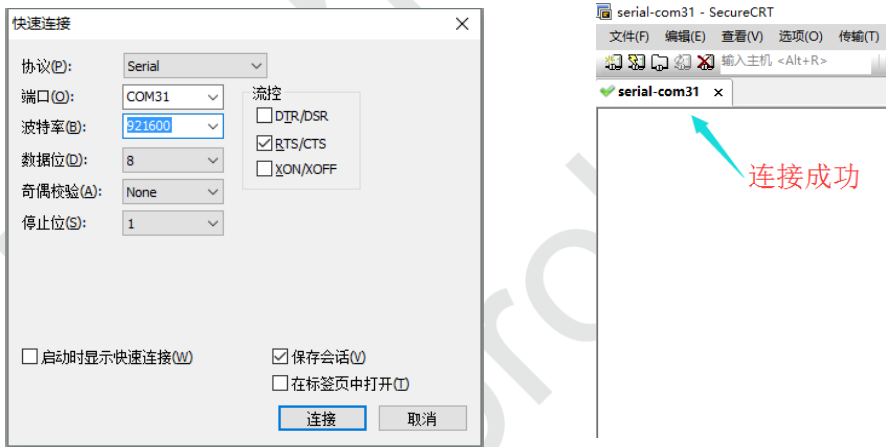 快速连接
协议(P): Serial
端口(O): COM31
波特率(B): 921600
数据位(D): 8
奇偶校验(A): None
停止位(S): 1
流控
DTR/DSR
RTS/CTS
XON/XOFF
启动时显示快速连接(W)
保存会话(V)
在标签页中打开(T)
连接 取消
serial-com31 - SecureCRT
文件(F) 编辑(E) 查看(V) 选项(O) 传输(T)
输入主机 <Alt+R>
serial-com31 ×
连接成功